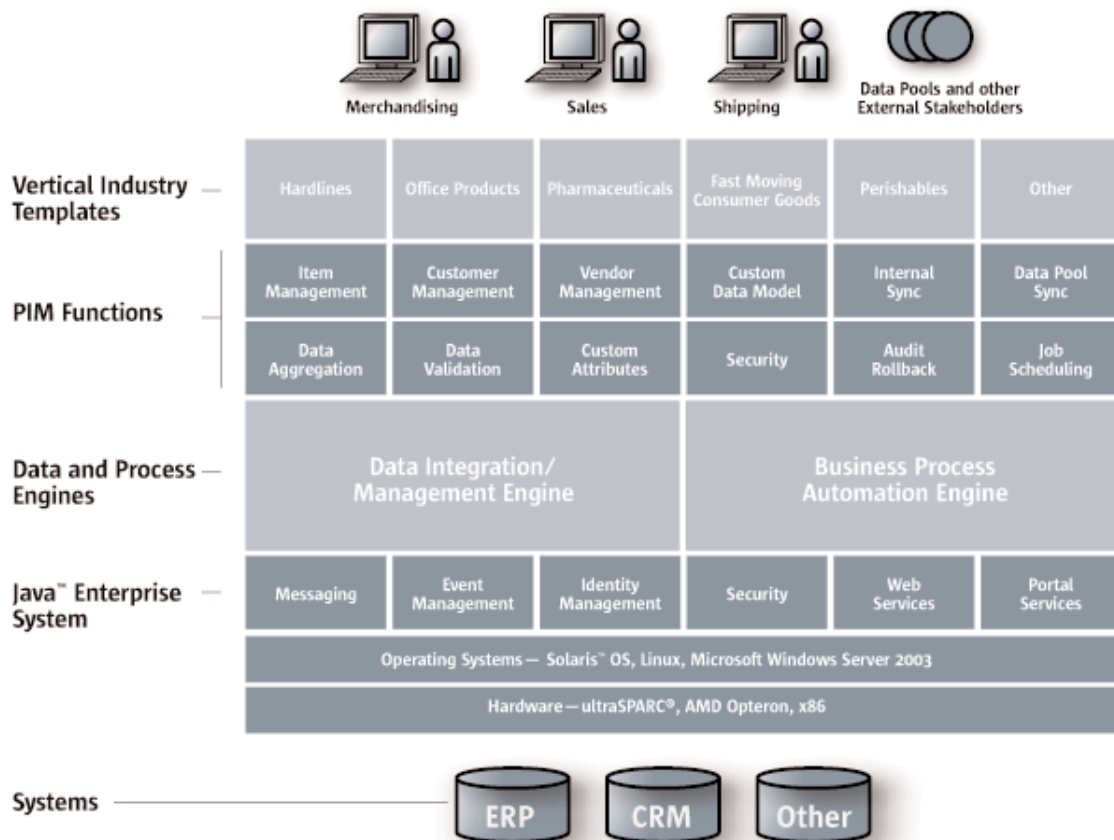 Merchandising
Sales
Shipping
Data Pools and other
External Stakeholders
Vertical Industry
Templates
Hardlines
Office Products
Pharmaceuticals
Fast Moving
Consumer Goods
Perishables
Other
PIM Functions
Item
Management
Customer
Management
Vendor
Management
Custom
Data Model
Internal
Sync
Data Pool
Sync
Data
Aggregation
Data
Validation
Custom
Attributes
Security
Audit
Rollback
Job
Scheduling
Data and Process
Engines
Data Integration/
Management Engine
Business Process
Automation Engine
Java™ Enterprise
System
Messaging
Event
Management
Identity
Management
Security
Web
Services
Portal
Services
Operating Systems — Solaris™ OS, Linux, Microsoft Windows Server 2003
Hardware — ultraSPARC®, AMD Opteron, x86
Systems
ERP
CRM
Other